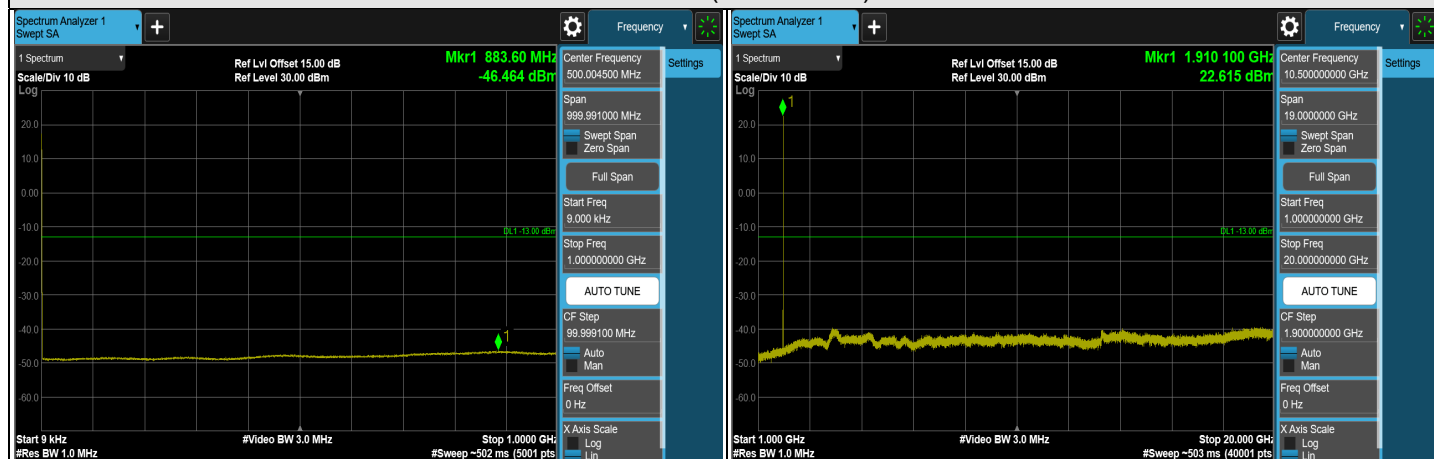 Spectrum Analyzer 1
Swept SA
+
Frequency
1 Spectrum
Scale/Div 10 dB
Log
Ref Lvl Offset 15.00 dB
Ref Level 30.00 dBm
Mkr1 883.60 MHz
-46.464 dBm
1
20.0
10.0
0.00
-10.0
-20.0
-30.0
-40.0
-50.0
-60.0
DL1 -13.00 dBm
Start 9 kHz
#Res BW 1.0 MHz
#Video BW 3.0 MHz
Stop 1.0000 GHz
#Sweep ~502 ms (5001 pts
Center Frequency
500.004500 MHz
Span
999.991000 MHz
Swept Span
Zero Span
Full Span
Start Freq
9.000 kHz
Stop Freq
1.000000000 GHz
AUTO TUNE
CF Step
99.999100 MHz
Auto
Man
Freq Offset
0 Hz
X Axis Scale
Log
Lin
Settings
Spectrum Analyzer 1
Swept SA
+
Frequency
1 Spectrum
Scale/Div 10 dB
Log
Ref Lvl Offset 15.00 dB
Ref Level 30.00 dBm
Mkr1 1.910 100 GHz
22.615 dBm
1
20.0
10.0
0.00
-10.0
-20.0
-30.0
-40.0
-50.0
-60.0
DL1 -13.00 dBm
Start 1.000 GHz
#Res BW 1.0 MHz
#Video BW 3.0 MHz
Stop 20.000 GHz
#Sweep ~503 ms (40001 pts
Center Frequency
10.500000000 GHz
Span
19.0000000 GHz
Swept Span
Zero Span
Full Span
Start Freq
1.000000000 GHz
Stop Freq
20.000000000 GHz
AUTO TUNE
CF Step
1.900000000 GHz
Auto
Man
Freq Offset
0 Hz
X Axis Scale
Log
Lin
Settings